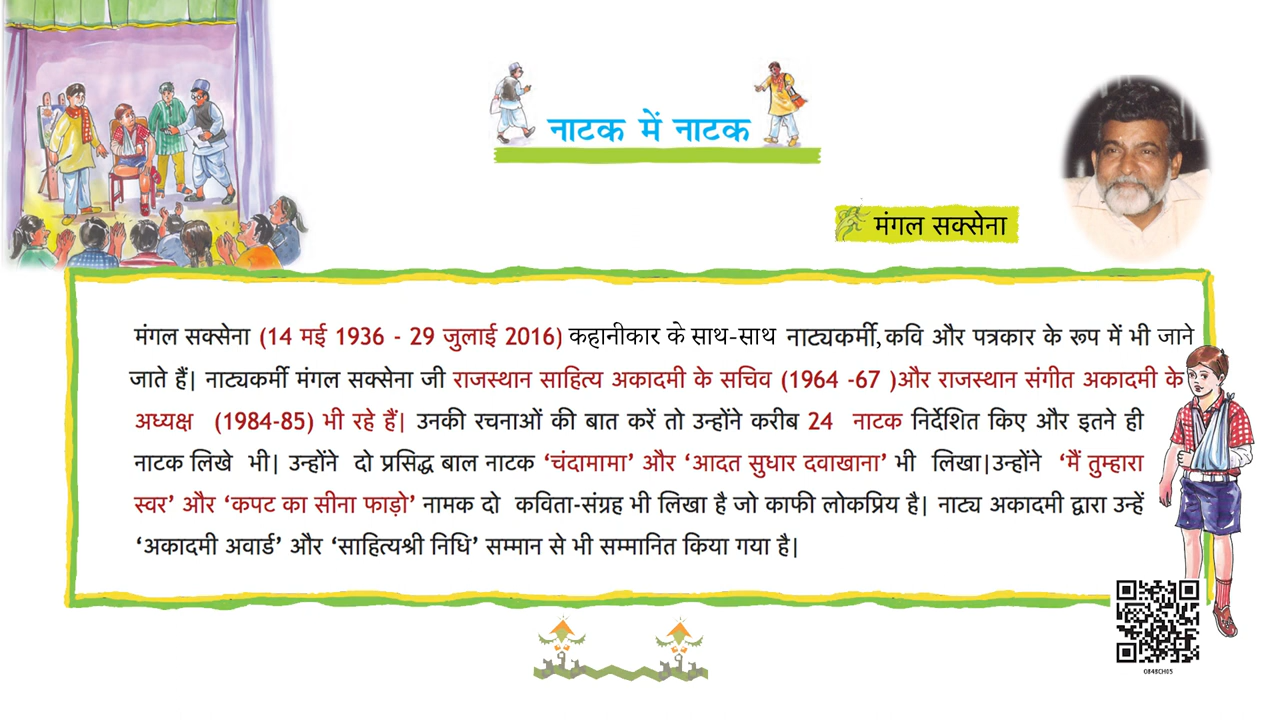 नाटक में नाटक
मंगल सक्सेना
मंगल सक्सेना (14 मई 1936 - 29 जुलाई 2016) कहानीकार के साथ-साथ नाट्यकर्मी, कवि और पत्रकार के रूप में भी जाने
जाते हैं| नाट्यकर्मी मंगल सक्सेना जी राजस्थान साहित्य अकादमी के सचिव (1964 -67 )और राजस्थान संगीत अकादमी के
अध्यक्ष (1984-85) भी रहे हैं| उनकी रचनाओं की बात करें तो उन्होंने करीब 24 नाटक निर्देशित किए और इतने ही
नाटक लिखे भी| उन्होंने दो प्रसिद्ध बाल नाटक ‘चंदामामा’ और ‘आदत सुधार दवाखाना’ भी लिखा|उन्होंने ‘मैं तुम्हारा
स्वर’ और ‘कपट का सीना फाड़ो’ नामक दो कविता-संग्रह भी लिखा है जो काफी लोकप्रिय है| नाट्य अकादमी द्वारा उन्हें
‘अकादमी अवार्ड’ और ‘साहित्यश्री निधि’ सम्मान से भी सम्मानित किया गया है|
0848CH05